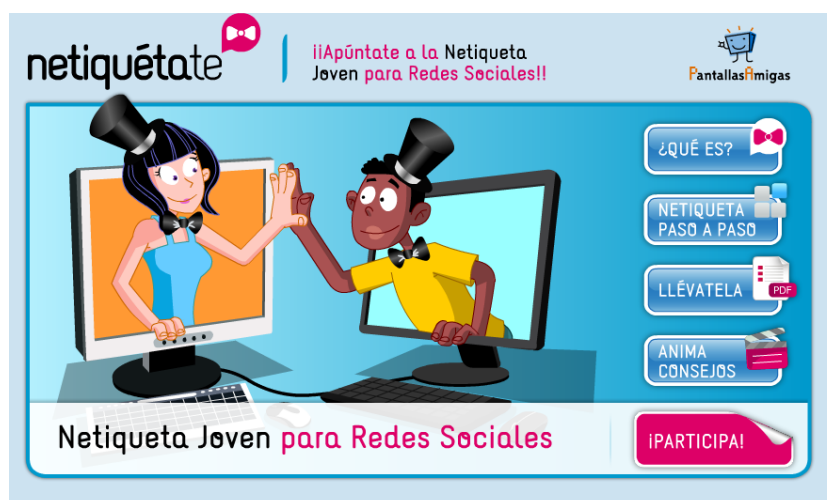 netiquétate
¡¡Apúntate a la Netiqueta
Joven para Redes Sociales!!
PantallasAmigas
¿QUÉ ES?
NETIQUETA
PASO A PASO
LLÉVATELA
PDF
ANIMA
CONSEJOS
Netiqueta Joven para Redes Sociales
¡PARTICIPA!